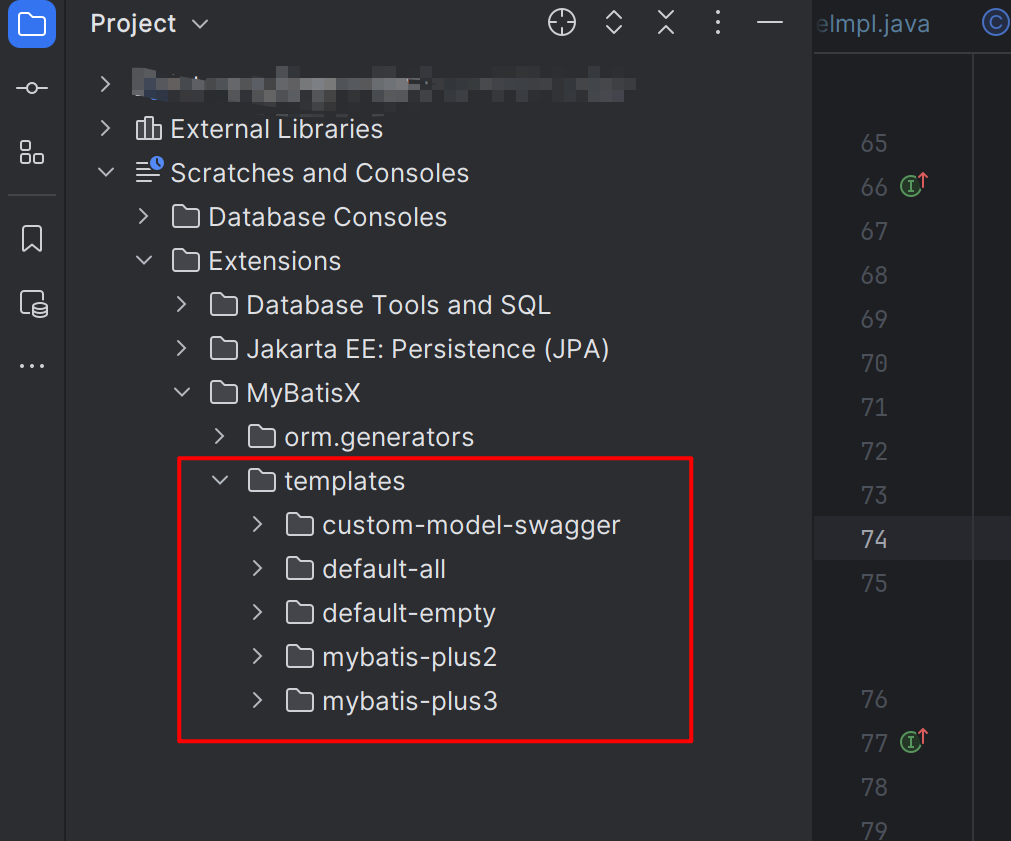 Project
eImpl.java
External Libraries
Scratches and Consoles
Database Consoles
Extensions
Database Tools and SQL
Jakarta EE: Persistence (JPA)
MyBatisX
orm.generators
templates
custom-model-swagger
default-all
default-empty
mybatis-plus2
mybatis-plus3
65
66
67
68
69
70
71
72
73
74
75
76
77
78
79